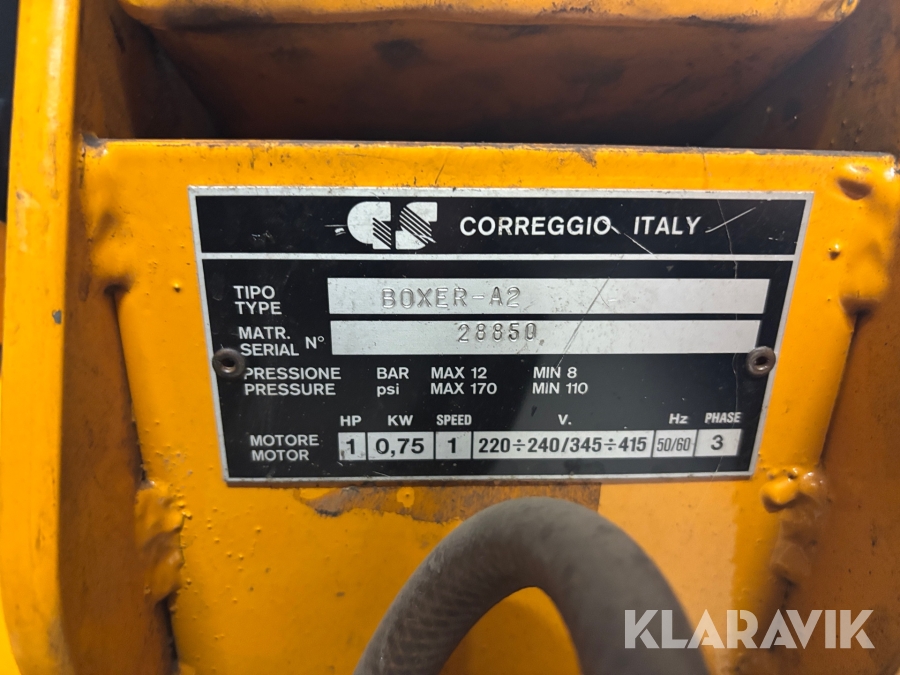 GS CORREGGIO, ITALY
TIPO
TYPE
BOXER-A2
MATR.
SERIAL N°
28850
PRESSIONE BAR MAX 12 MIN 8
PRESSURE psi MAX 170 MIN 110
HP KW SPEED V. Hz PHASE
MOTORE
MOTOR
1 0,75 1 220÷240/345÷415 50/60 3
KLARAVIK